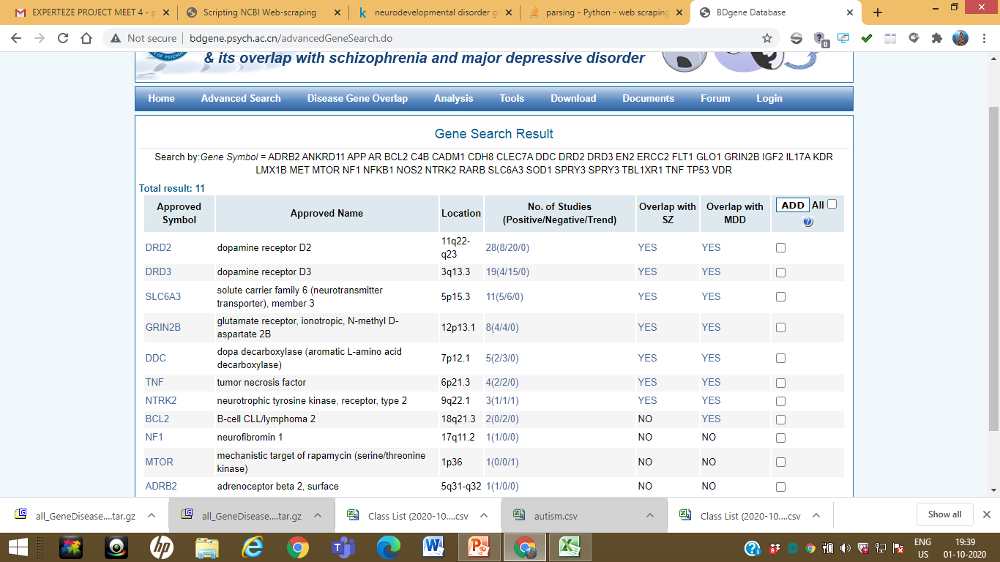 EXPERTEZE PROJECT MEET 4 - p
Scripting NCBI Web-scraping
neurodevelopmental disorder g
parsing - Python - web scraping
BDgene Database
Not secure bdgene.psych.ac.cn/advancedGeneSearch.do
& its overlap with schizophrenia and major depressive disorder
Home Advanced Search Disease Gene Overlap Analysis Tools Download Documents Forum Login
Gene Search Result
Search by:Gene Symbol = ADRB2 ANKRD11 APP AR BCL2 C4B CADM1 CDH8 CLEC7A DDC DRD2 DRD3 EN2 ERCC2 FLT1 GLO1 GRIN2B IGF2 IL17A KDR
LMX1B MET MTOR NF1 NFKB1 NOS2 NTRK2 RARB SLC6A3 SOD1 SPRY3 SPRY3 TBL1XR1 TNF TP53 VDR
Total result: 11
Approved Symbol Approved Name Location No. of Studies (Positive/Negative/Trend) Overlap with SZ Overlap with MDD ADD All
DRD2 dopamine receptor D2 11q22-q23 28(8/20/0) YES YES
DRD3 dopamine receptor D3 3q13.3 19(4/15/0) YES YES
SLC6A3 solute carrier family 6 (neurotransmitter transporter), member 3 5p15.3 11(5/6/0) YES YES
GRIN2B glutamate receptor, ionotropic, N-methyl D-aspartate 2B 12p13.1 8(4/4/0) YES YES
DDC dopa decarboxylase (aromatic L-amino acid decarboxylase) 7p12.1 5(2/3/0) YES YES
TNF tumor necrosis factor 6p21.3 4(2/2/0) YES YES
NTRK2 neurotrophic tyrosine kinase, receptor, type 2 9q22.1 3(1/1/1) YES YES
BCL2 B-cell CLL/lymphoma 2 18q21.3 2(0/2/0) NO YES
NF1 neurofibromin 1 17q11.2 1(1/0/0) NO NO
MTOR mechanistic target of rapamycin (serine/threonine kinase) 1p36 1(0/0/1) NO NO
ADRB2 adrenoceptor beta 2, surface 5q31-q32 1(1/0/0) NO NO
all_GeneDisease....tar.gz all_GeneDisease....tar.gz Class List (2020-10....csv autism.csv Class List (2020-10....csv Show all
ENG 19:39
US 01-10-2020